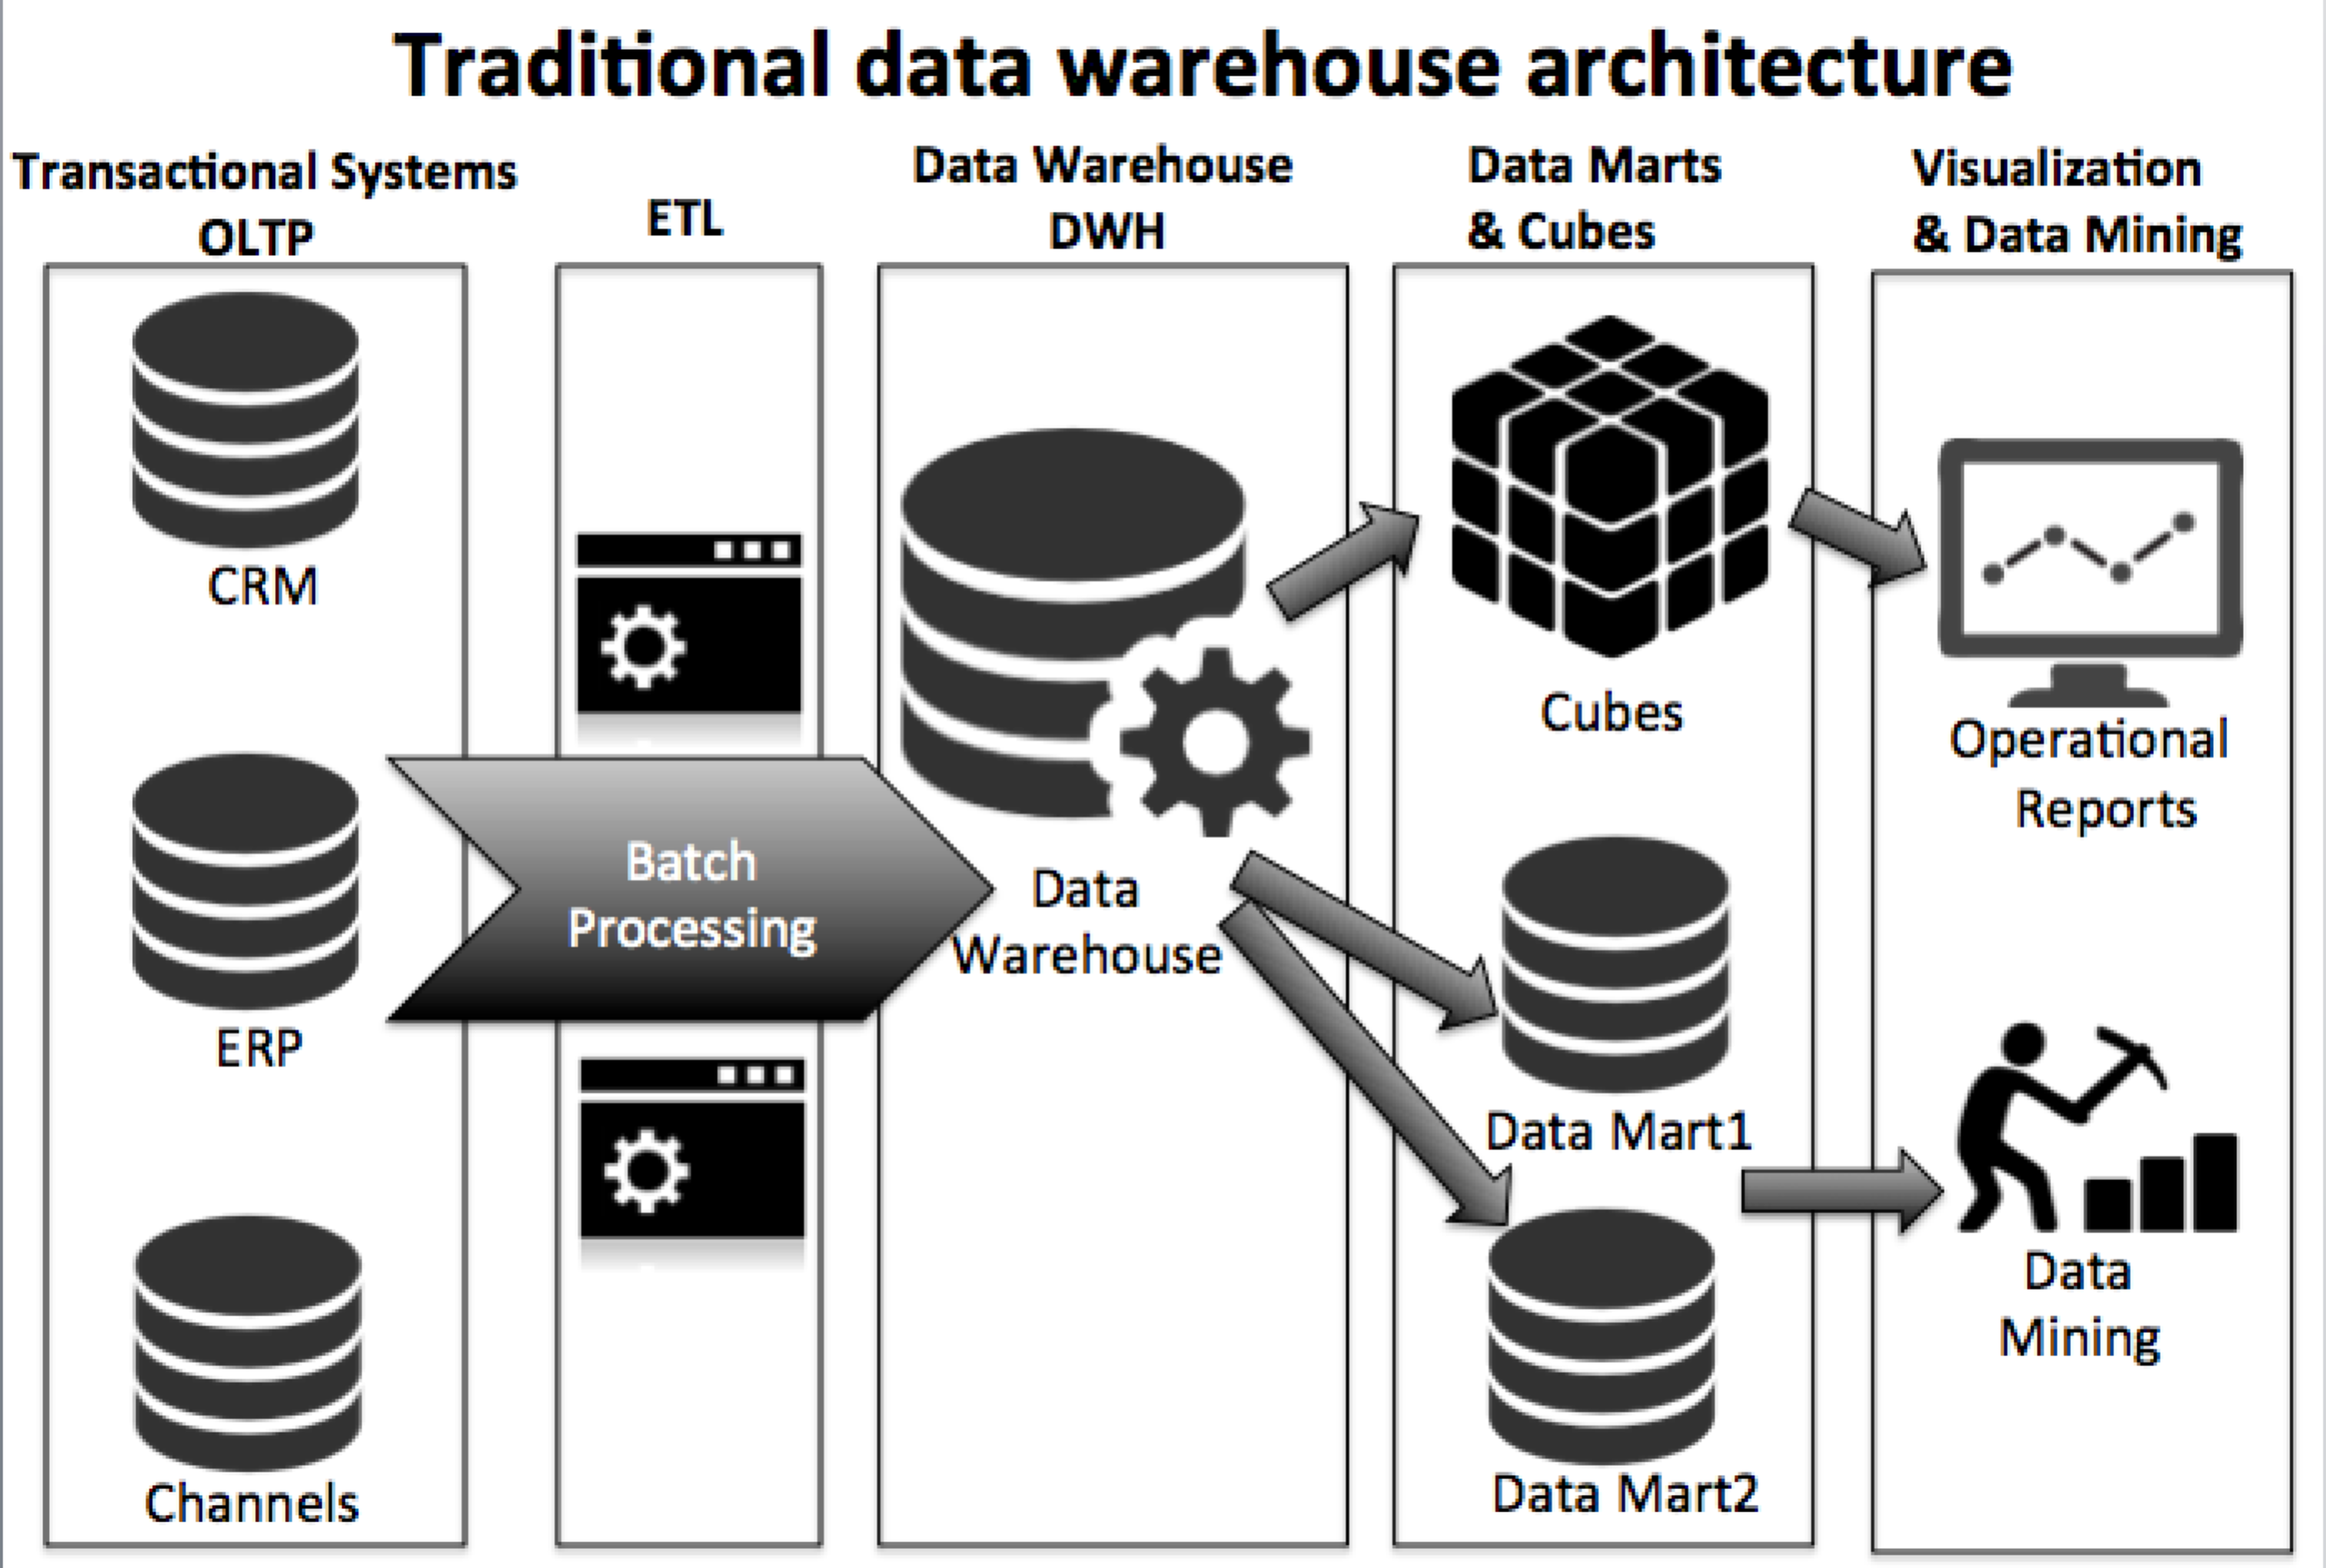 Traditional data warehouse architecture
Transactional Systems
OLTP
ETL
Data Warehouse
DWH
Data Marts
& Cubes
Visualization
& Data Mining
CRM
ERP
Channels
Batch
Processing
Data
Warehouse
Cubes
Data Mart1
Data Mart2
Operational
Reports
Data
Mining